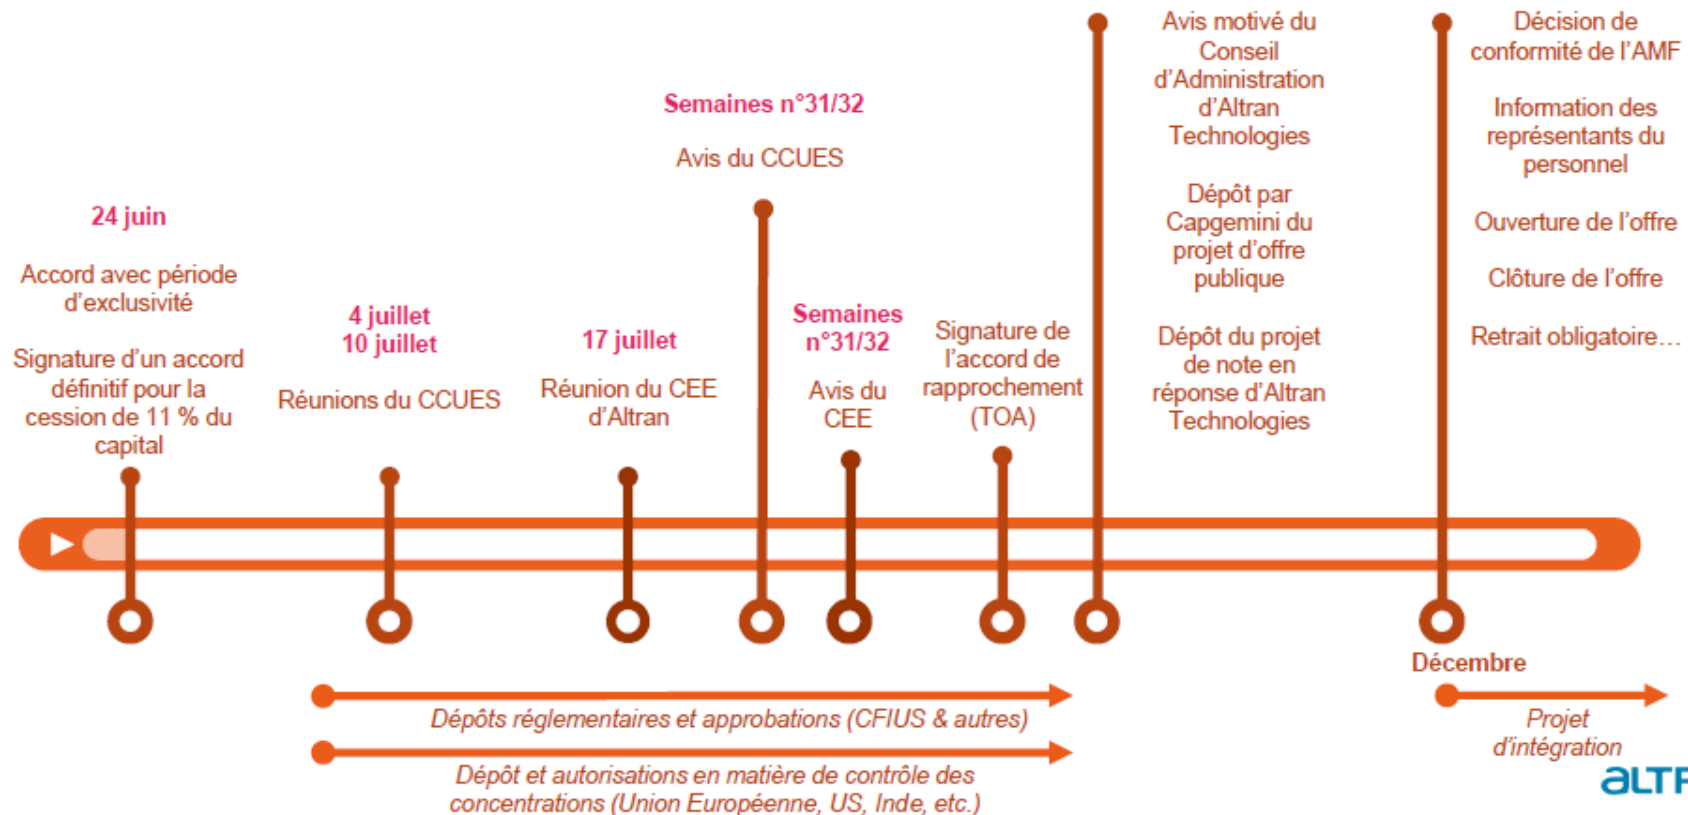 24 juin
Accord avec période
d'exclusivité
Signature d'un accord
définitif pour la
cession de 11 % du
capital
4 juillet
10 juillet
Réunions du CCUES
17 juillet
Réunion du CEE
d'Altran
Semaines n°31/32
Avis du CCUES
Semaines
n°31/32
Avis du
CEE
Signature de
l'accord de
rapprochement
(TOA)
Avis motivé du
Conseil
d'Administration
d'Altran
Technologies
Dépôt par
Capgemini du
projet d'offre
publique
Dépôt du projet
de note en
réponse d'Altran
Technologies
Décision de
conformité de l'AMF
Information des
représentants du
personnel
Ouverture de l'offre
Clôture de l'offre
Retrait obligatoire…
Décembre
Dépôts réglementaires et approbations (CFIUS & autres)
Dépôt et autorisations en matière de contrôle des
concentrations (Union Européenne, US, Inde, etc.)
Projet
d'intégration